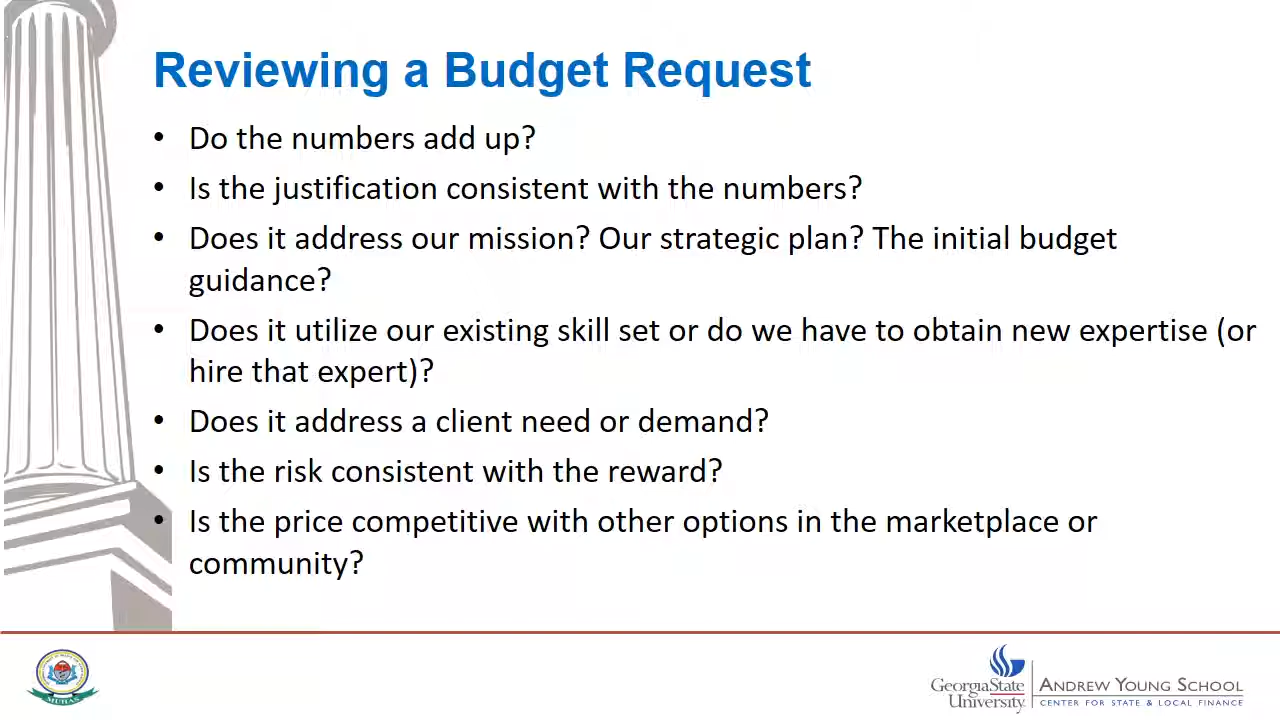 Reviewing a Budget Request
• Do the numbers add up?
• Is the justification consistent with the numbers?
• Does it address our mission? Our strategic plan? The initial budget
guidance?
• Does it utilize our existing skill set or do we have to obtain new expertise (or
hire that expert)?
• Does it address a client need or demand?
• Is the risk consistent with the reward?
• Is the price competitive with other options in the marketplace or
community?
MUHAS
GeorgiaState
University
ANDREW YOUNG SCHOOL
CENTER FOR STATE & LOCAL FINANCE